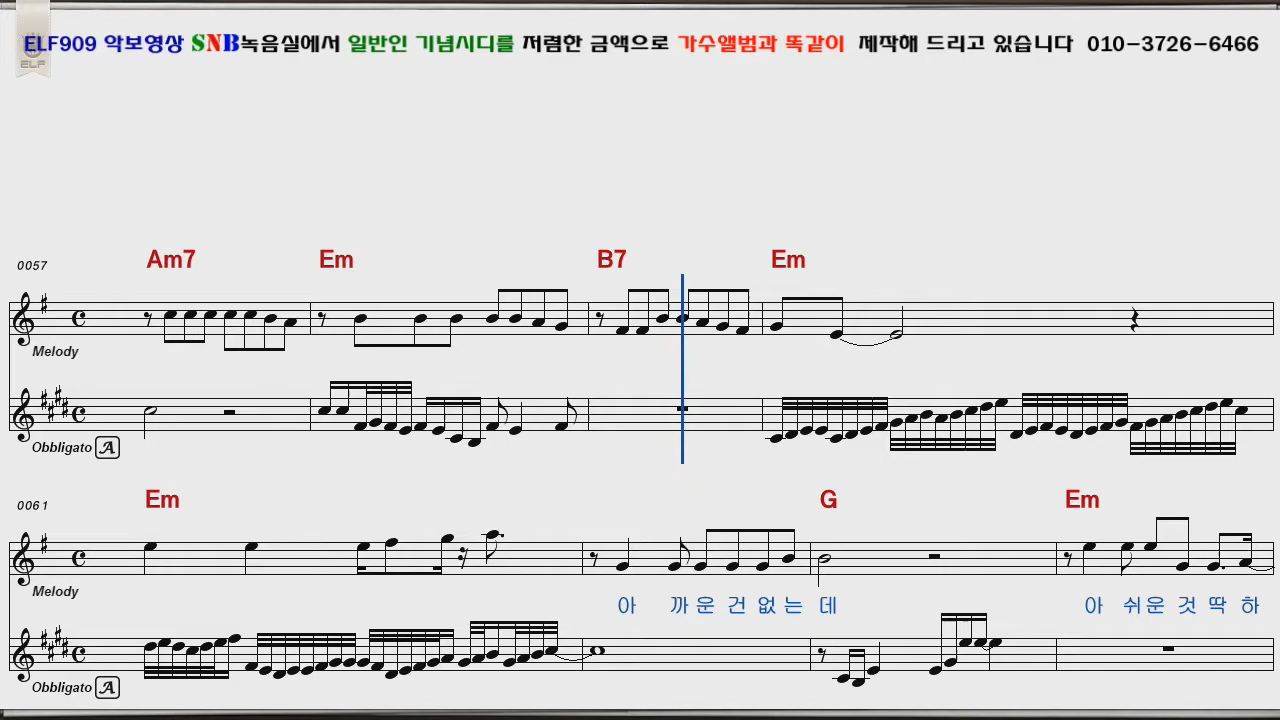 ELF909 악보영상 SNB녹음실에서 일반인 기념시디를 저렴한 금액으로 가수앨범과 똑같이 제작해 드리고 있습니다 010-3726-6466
ELF
Am7 Em B7 Em
0057
Melody
Obbligato A
Em G Em
0061
Melody
아 까 운 건 없 는 데 아 쉬 운 것 딱 하
Obbligato A